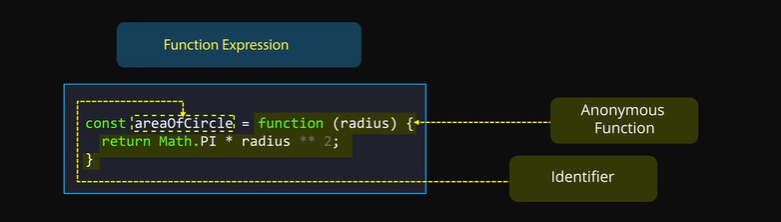 Function Expression
const areaOfCircle = function (radius) {
return Math.PI * radius ** 2;
}
Anonymous
Function
Identifier